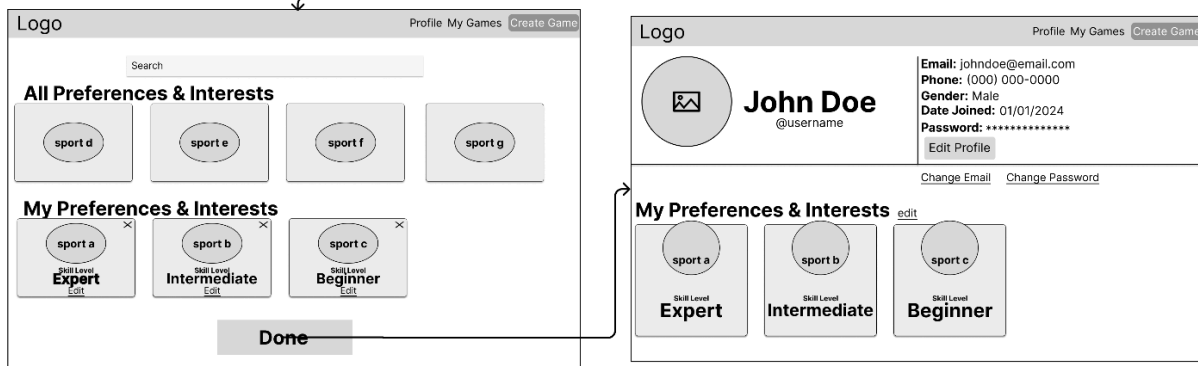 Logo
Profile My Games Create Game
Search
All Preferences & Interests
sport d
sport e
sport f
sport g
My Preferences & Interests
sport a
Skill Level
Expert
Edit
sport b
Skill Level
Intermediate
Edit
sport c
Skill Level
Beginner
Edit
Done
Logo
Profile My Games Create Game
John Doe
@username
Email: johndoe@email.com
Phone: (000) 000-0000
Gender: Male
Date Joined: 01/01/2024
Password: **************
Edit Profile
Change Email Change Password
My Preferences & Interests edit
sport a
Skill Level
Expert
sport b
Skill Level
Intermediate
sport c
Skill Level
Beginner